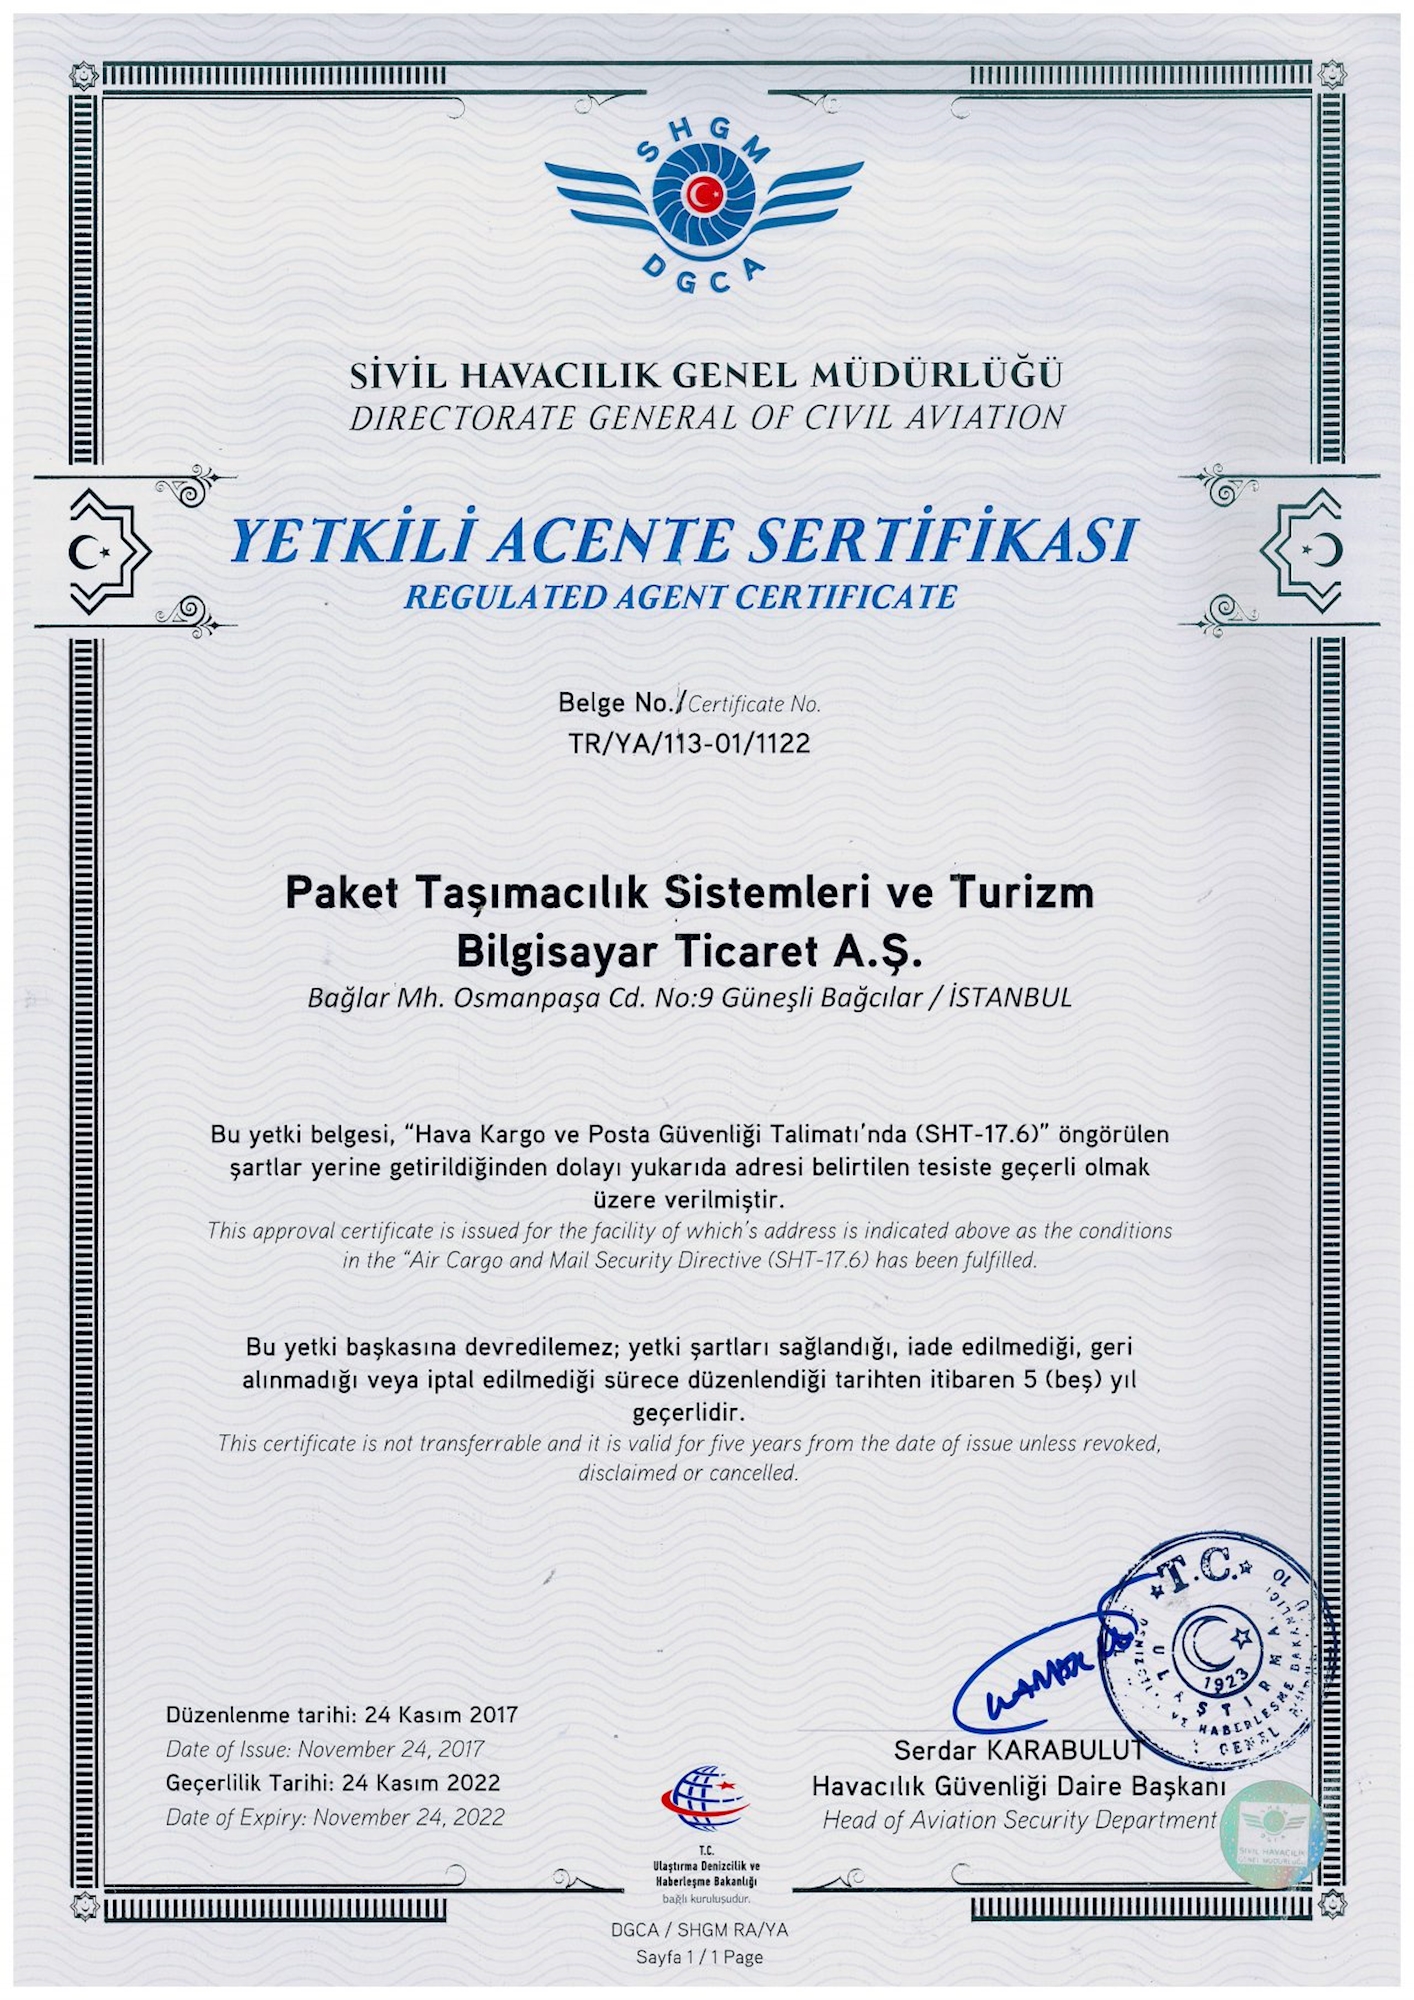 SHGM
DGCA
SİVİL HAVACILIK GENEL MÜDÜRLÜĞÜ
DIRECTORATE GENERAL OF CIVIL AVIATION
YETKİLİ ACENTE SERTİFİKASI
REGULATED AGENT CERTIFICATE
Belge No./Certificate No.
TR/YA/113-01/1122
Paket Taşımacılık Sistemleri ve Turizm
Bilgisayar Ticaret A.Ş.
Bağlar Mh. Osmanpaşa Cd. No:9 Güneşli Bağcılar / İSTANBUL
Bu yetki belgesi, “Hava Kargo ve Posta Güvenliği Talimatı’nda (SHT-17.6)” öngörülen
şartlar yerine getirildiğinden dolayı yukarıda adresi belirtilen tesiste geçerli olmak
üzere verilmiştir.
This approval certificate is issued for the facility of which’s address is indicated above as the conditions
in the “Air Cargo and Mail Security Directive (SHT-17.6) has been fulfilled.
Bu yetki başkasına devredilemez; yetki şartları sağlandığı, iade edilmediği, geri
alınmadığı veya iptal edilmediği sürece düzenlendiği tarihten itibaren 5 (beş) yıl
geçerlidir.
This certificate is not transferrable and it is valid for five years from the date of issue unless revoked,
disclaimed or cancelled.
Düzenlenme tarihi: 24 Kasım 2017
Date of Issue: November 24, 2017
Geçerlilik Tarihi: 24 Kasım 2022
Date of Expiry: November 24, 2022
T.C.
1923
ULAŞTIRMA
VE HABERLEŞME BAKANLIĞI
GENEL
10
Serdar KARABULUT
Havacılık Güvenliği Daire Başkanı
Head of Aviation Security Department
SHGM
DGCA
SİVİL HAVACILIK
GENEL MÜDÜRLÜĞÜ
T.C.
Ulaştırma Denizcilik ve
Haberleşme Bakanlığı
bağlı kuruluşudur.
DGCA / SHGM RA/YA
Sayfa 1 / 1 Page